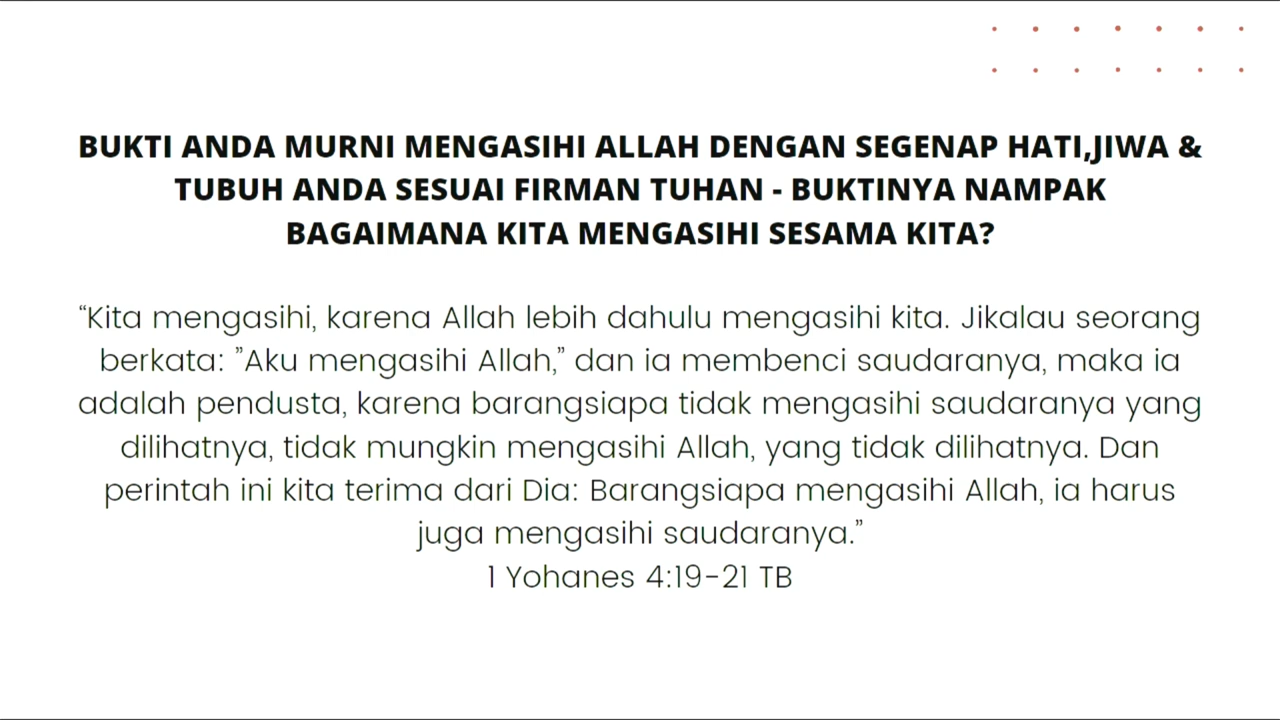 BUKTI ANDA MURNI MENGASIHI ALLAH DENGAN SEGENAP HATI,JIWA &
TUBUH ANDA SESUAI FIRMAN TUHAN - BUKTINYA NAMPAK
BAGAIMANA KITA MENGASIHI SESAMA KITA?
“Kita mengasihi, karena Allah lebih dahulu mengasihi kita. Jikalau seorang
berkata: ”Aku mengasihi Allah,” dan ia membenci saudaranya, maka ia
adalah pendusta, karena barangsiapa tidak mengasihi saudaranya yang
dilihatnya, tidak mungkin mengasihi Allah, yang tidak dilihatnya. Dan
perintah ini kita terima dari Dia: Barangsiapa mengasihi Allah, ia harus
juga mengasihi saudaranya.”
1 Yohanes 4:19-21 TB